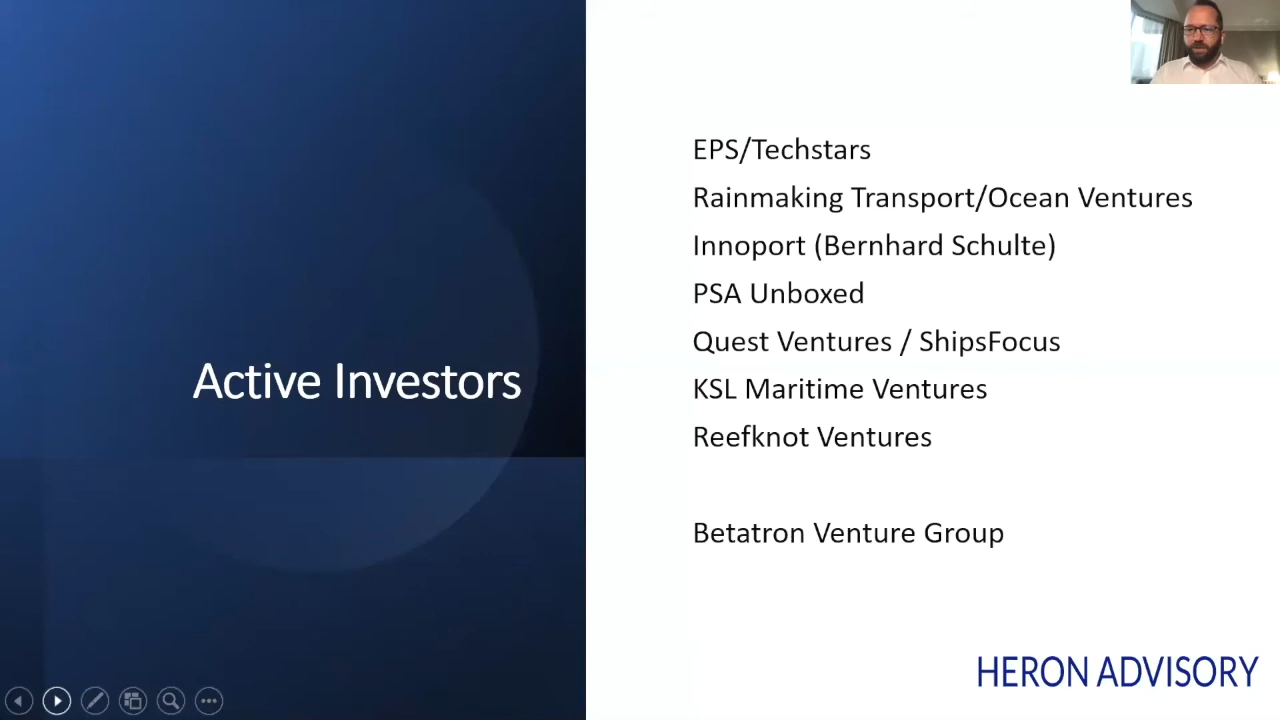 Active Investors
EPS/Techstars
Rainmaking Transport/Ocean Ventures
Innoport (Bernhard Schulte)
PSA Unboxed
Quest Ventures / ShipsFocus
KSL Maritime Ventures
Reefknot Ventures
Betatron Venture Group
HERON ADVISORY